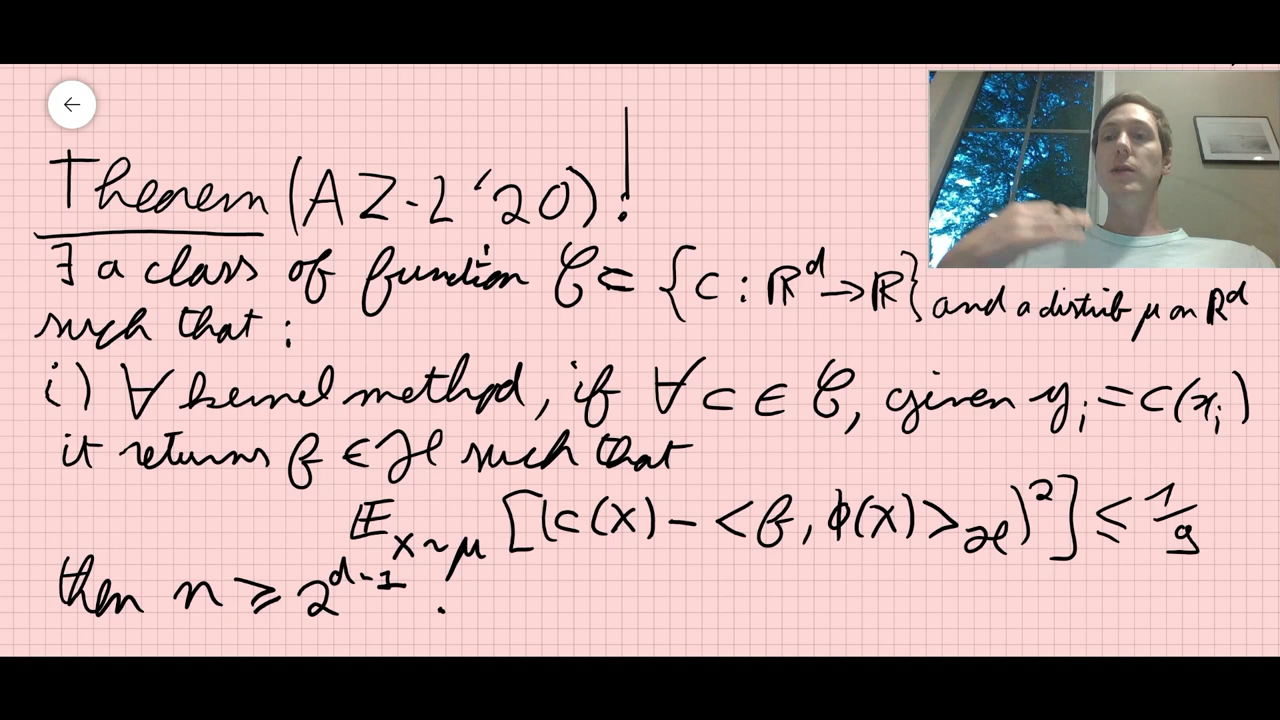 Theorem (AZ-L '20)!
∃ a class of function 𝒞 ⊂ {c : ℝ^d → ℝ} and a distrib μ on ℝ^d
such that :
i) ∀ kernel method, if ∀ c ∈ 𝒞, given y_i = c(x_i)
it returns f ∈ ℋ such that
𝔼_{X∼μ} [(c(X) - <f, ϕ(X)>_ℋ)^2] ≤ 1/9
then n ≥ 2^{d-1} .